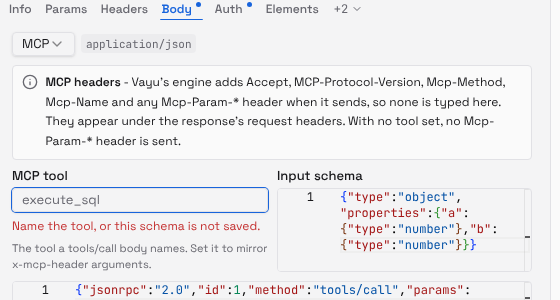 Info Params Headers Body Auth Elements +2
MCP application/json
MCP headers - Vayu's engine adds Accept, MCP-Protocol-Version, Mcp-Method,
Mcp-Name and any Mcp-Param-* header when it sends, so none is typed here.
They appear under the response's request headers. With no tool set, no Mcp-
Param-* header is sent.
MCP tool
execute_sql
Name the tool, or this schema is not saved.
The tool a tools/call body names. Set it to mirror
x-mcp-header arguments.
Input schema
1 {"type":"object",
"properties":{"a":
{"type":"number"},"b":
{"type":"number"}}}
1 {"jsonrpc":"2.0","id":1,"method":"tools/call","params":